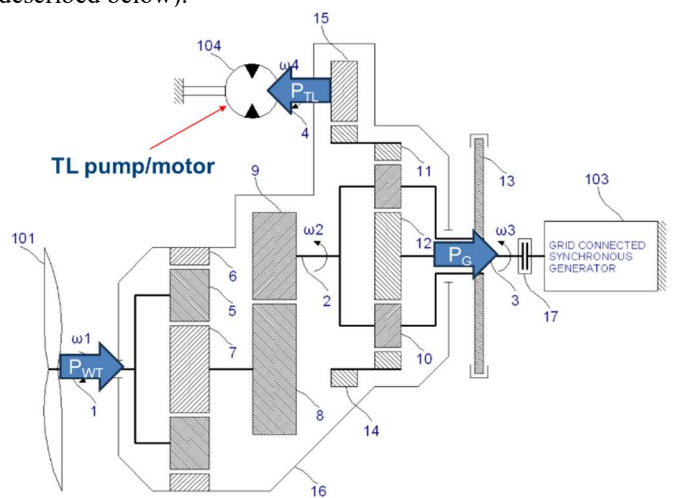 described below).
15
104
ω4
P_TL
4
TL pump/motor
11
13
9
103
101
6
ω2
12
ω3
GRID CONNECTED
SYNCHRONOUS
GENERATOR
5
P_G
2
3
17
7
ω1
10
P_WT
1
8
14
16